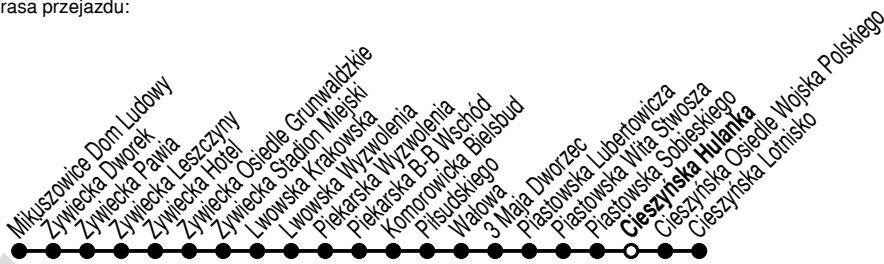 rasa przejazdu:
Mikuszowice Dom Ludowy
Żywiecka Dworek
Żywiecka Pawia
Żywiecka Leszczyny
Żywiecka Hotel
Żywiecka Osiedle Grunwaldzkie
Żywiecka Stadion Miejski
Lwowska Krakowska
Lwowska Wyzwolenia
Piekarska Wyzwolenia
Piekarska B-B Wschód
Komorowicka Bielsbud
Piłsudskiego
Wałowa
3 Maja Dworzec
Piastowska Lubertowicza
Piastowska Wita Stwosza
Piastowska Sobieskiego
Cieszyńska Hulanka
Cieszyńska Osiedle Wojska Polskiego
Cieszyńska Lotnisko